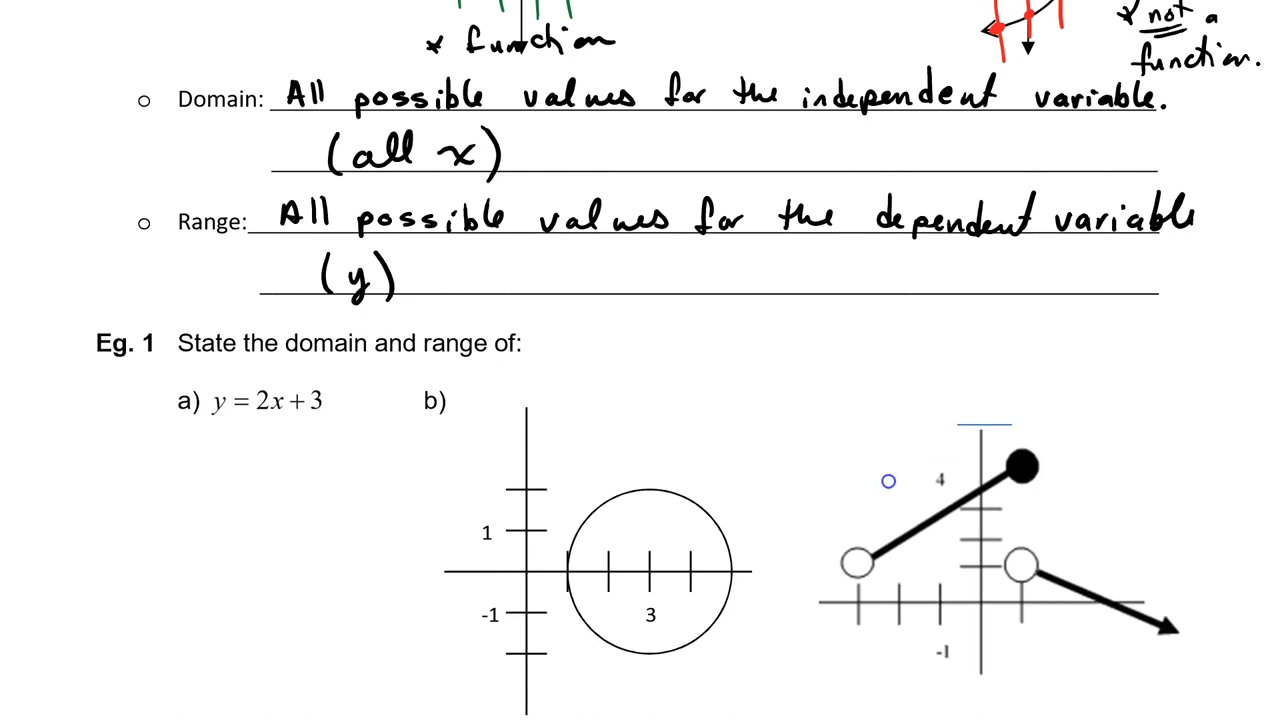 * function
* not a
function.
o Domain: All possible values for the independent variable.
(all x)
o Range: All possible values for the dependent variable
(y)
Eg. 1 State the domain and range of:
a) y = 2x + 3 b)
4
1
-1 3
-1